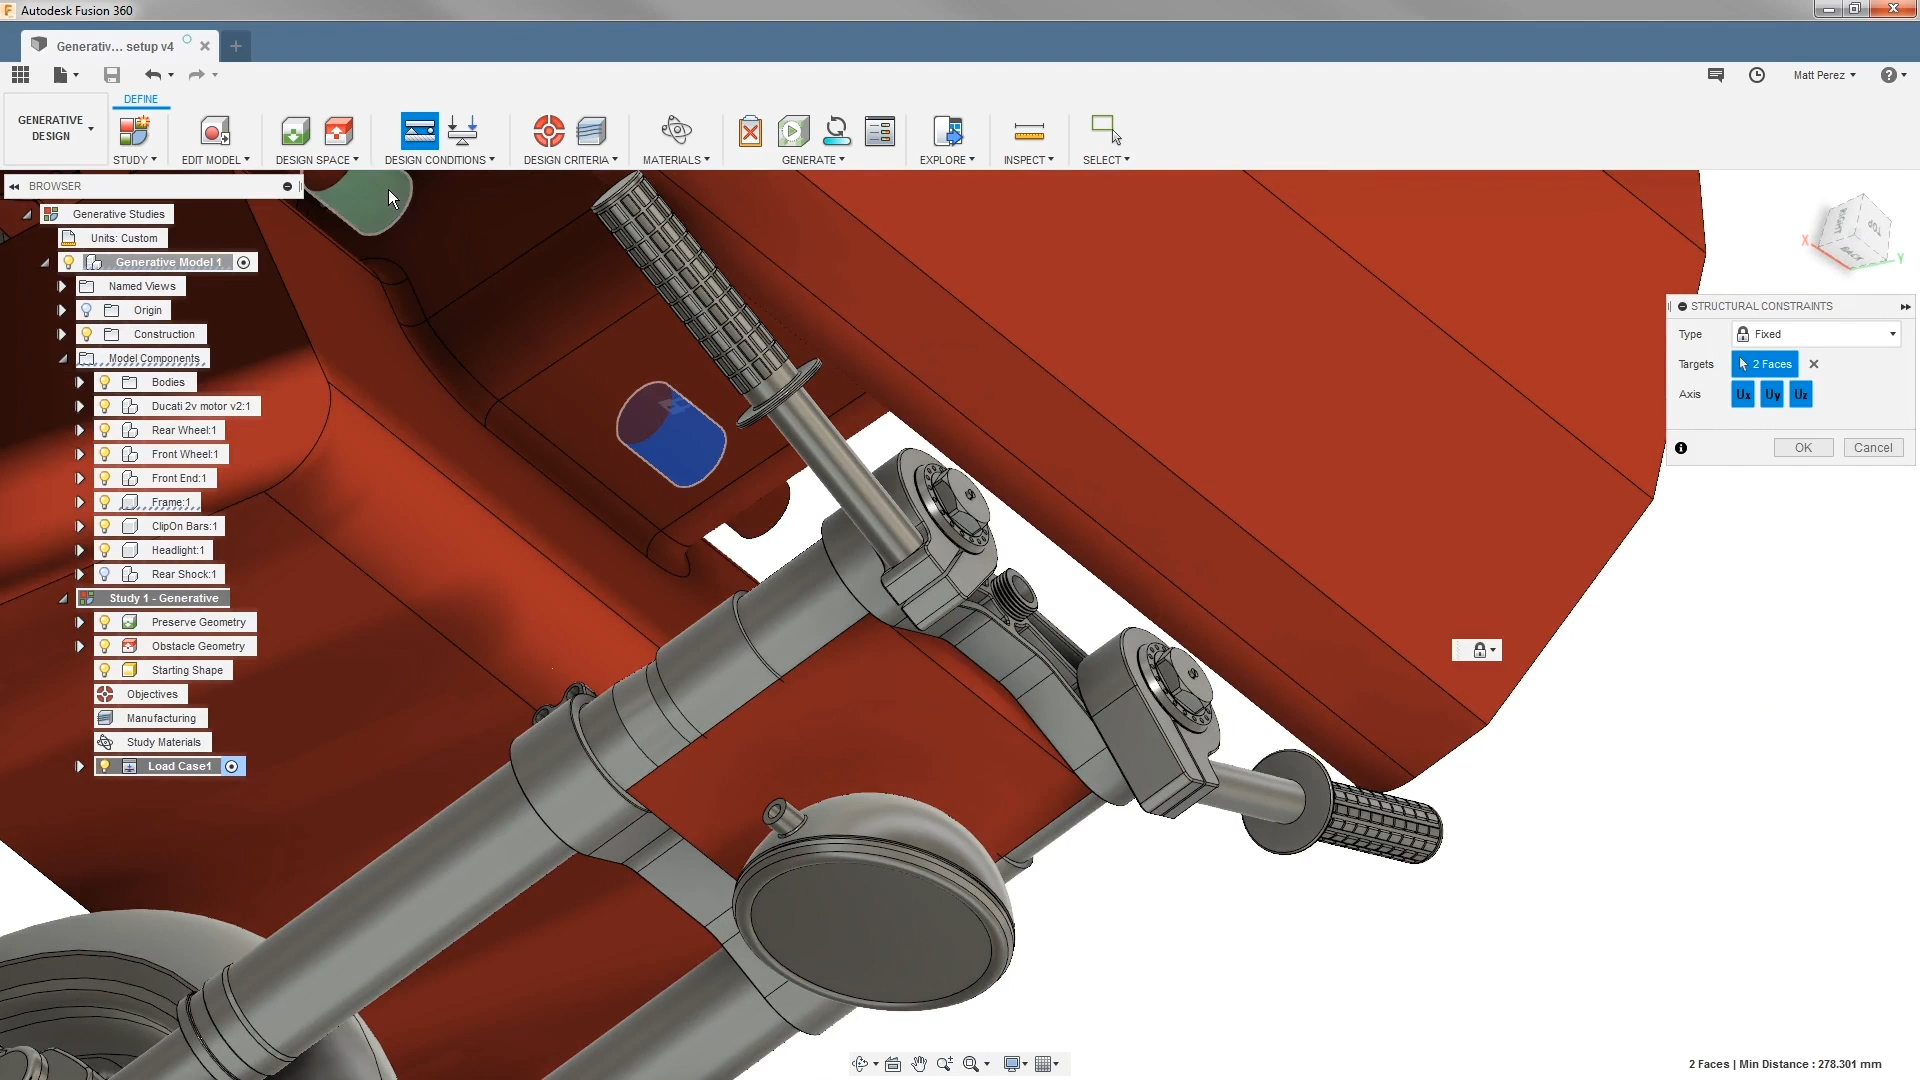 Autodesk Fusion 360
Generativ... setup v4
Matt Perez
DEFINE
GENERATIVE
DESIGN
STUDY
EDIT MODEL
DESIGN SPACE
DESIGN CONDITIONS
DESIGN CRITERIA
MATERIALS
GENERATE
EXPLORE
INSPECT
SELECT
BROWSER
Generative Studies
Units: Custom
Generative Model 1
Named Views
Origin
Construction
Model Components
Bodies
Ducati 2v motor v2:1
Rear Wheel:1
Front Wheel:1
Front End:1
Frame:1
ClipOn Bars:1
Headlight:1
Rear Shock:1
Study 1 - Generative
Preserve Geometry
Obstacle Geometry
Starting Shape
Objectives
Manufacturing
Study Materials
Load Case1
RIGHT
TOP
BACK
X
Y
STRUCTURAL CONSTRAINTS
Type Fixed
Targets 2 Faces
Axis Ux Uy Uz
OK Cancel
2 Faces | Min Distance : 278.301 mm